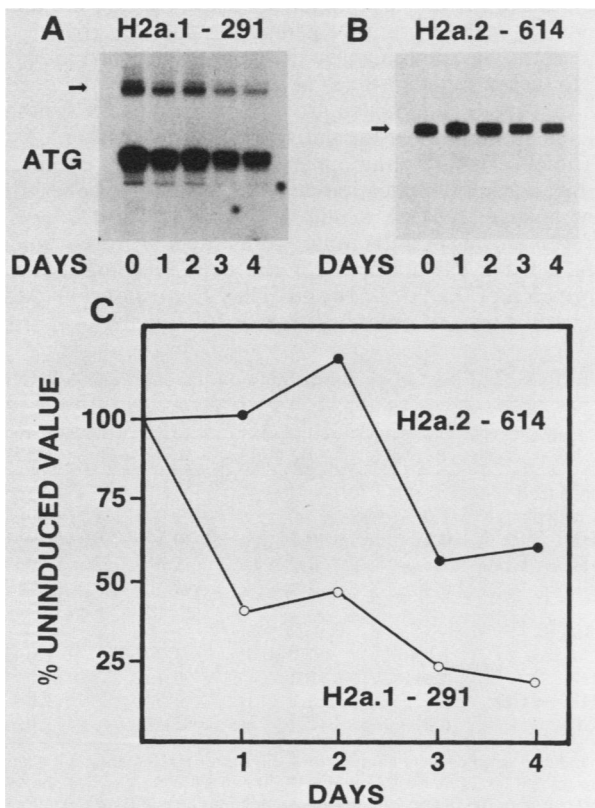 A H2a.1 - 291
ATG
DAYS 0 1 2 3 4
B H2a.2 - 614
DAYS 0 1 2 3 4
C
% UNINDUCED VALUE
100
75
50
25
H2a.2 - 614
H2a.1 - 291
1 2 3 4
DAYS